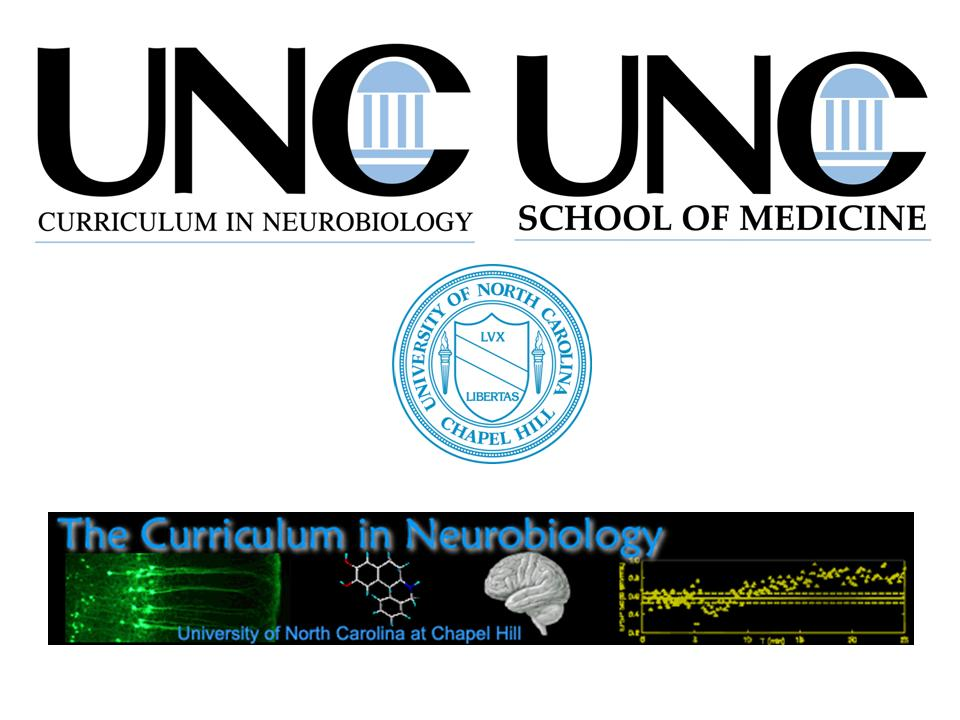 UNC
CURRICULUM IN NEUROBIOLOGY
UNC
SCHOOL OF MEDICINE
UNIVERSITY OF NORTH CAROLINA
LVX
LIBERTAS
CHAPEL HILL
The Curriculum in Neurobiology
University of North Carolina at Chapel Hill